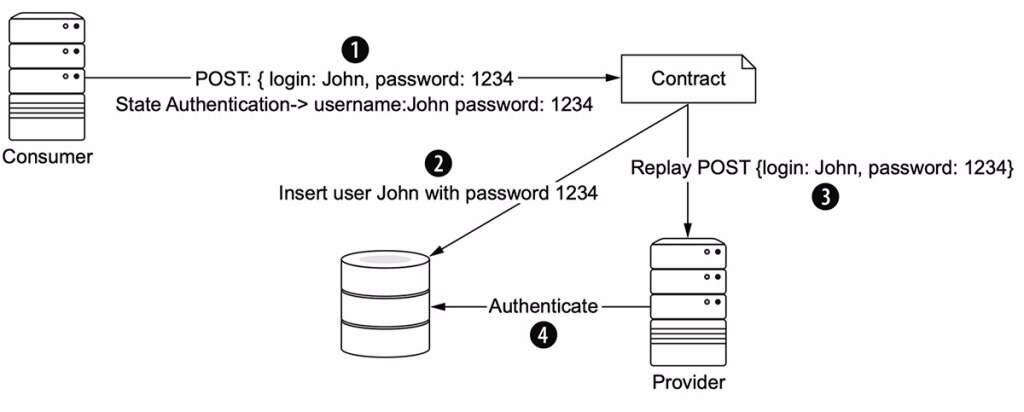 1
POST: { login: John, password: 1234
State Authentication-> username:John password: 1234
Contract
Consumer
2
Insert user John with password 1234
Replay POST {login: John, password: 1234}
3
Authenticate
4
Provider